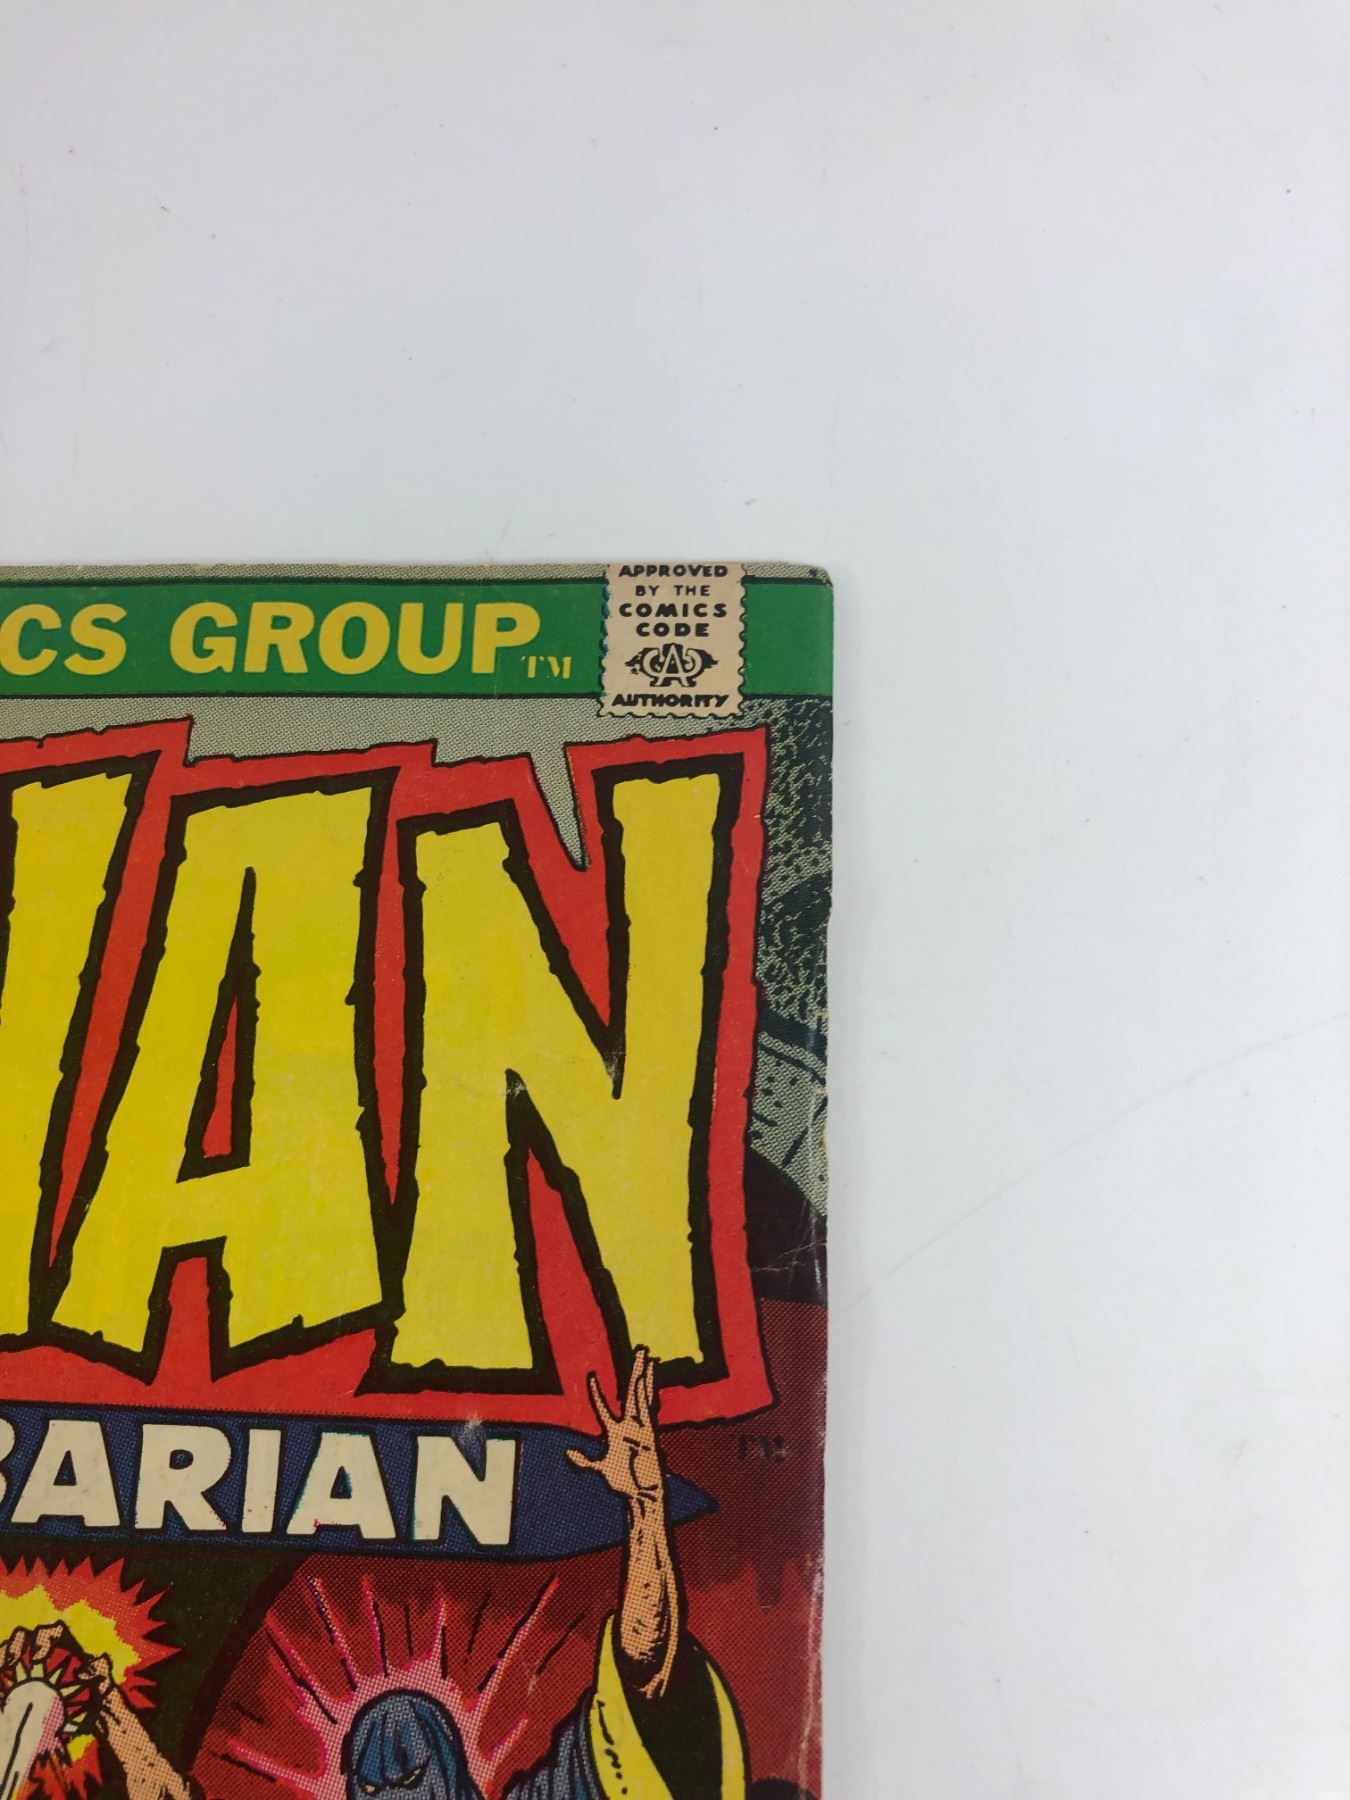 CS GROUP TM
APPROVED
BY THE
COMICS
CODE
CA
AUTHORITY
NAN
BARIAN
TM